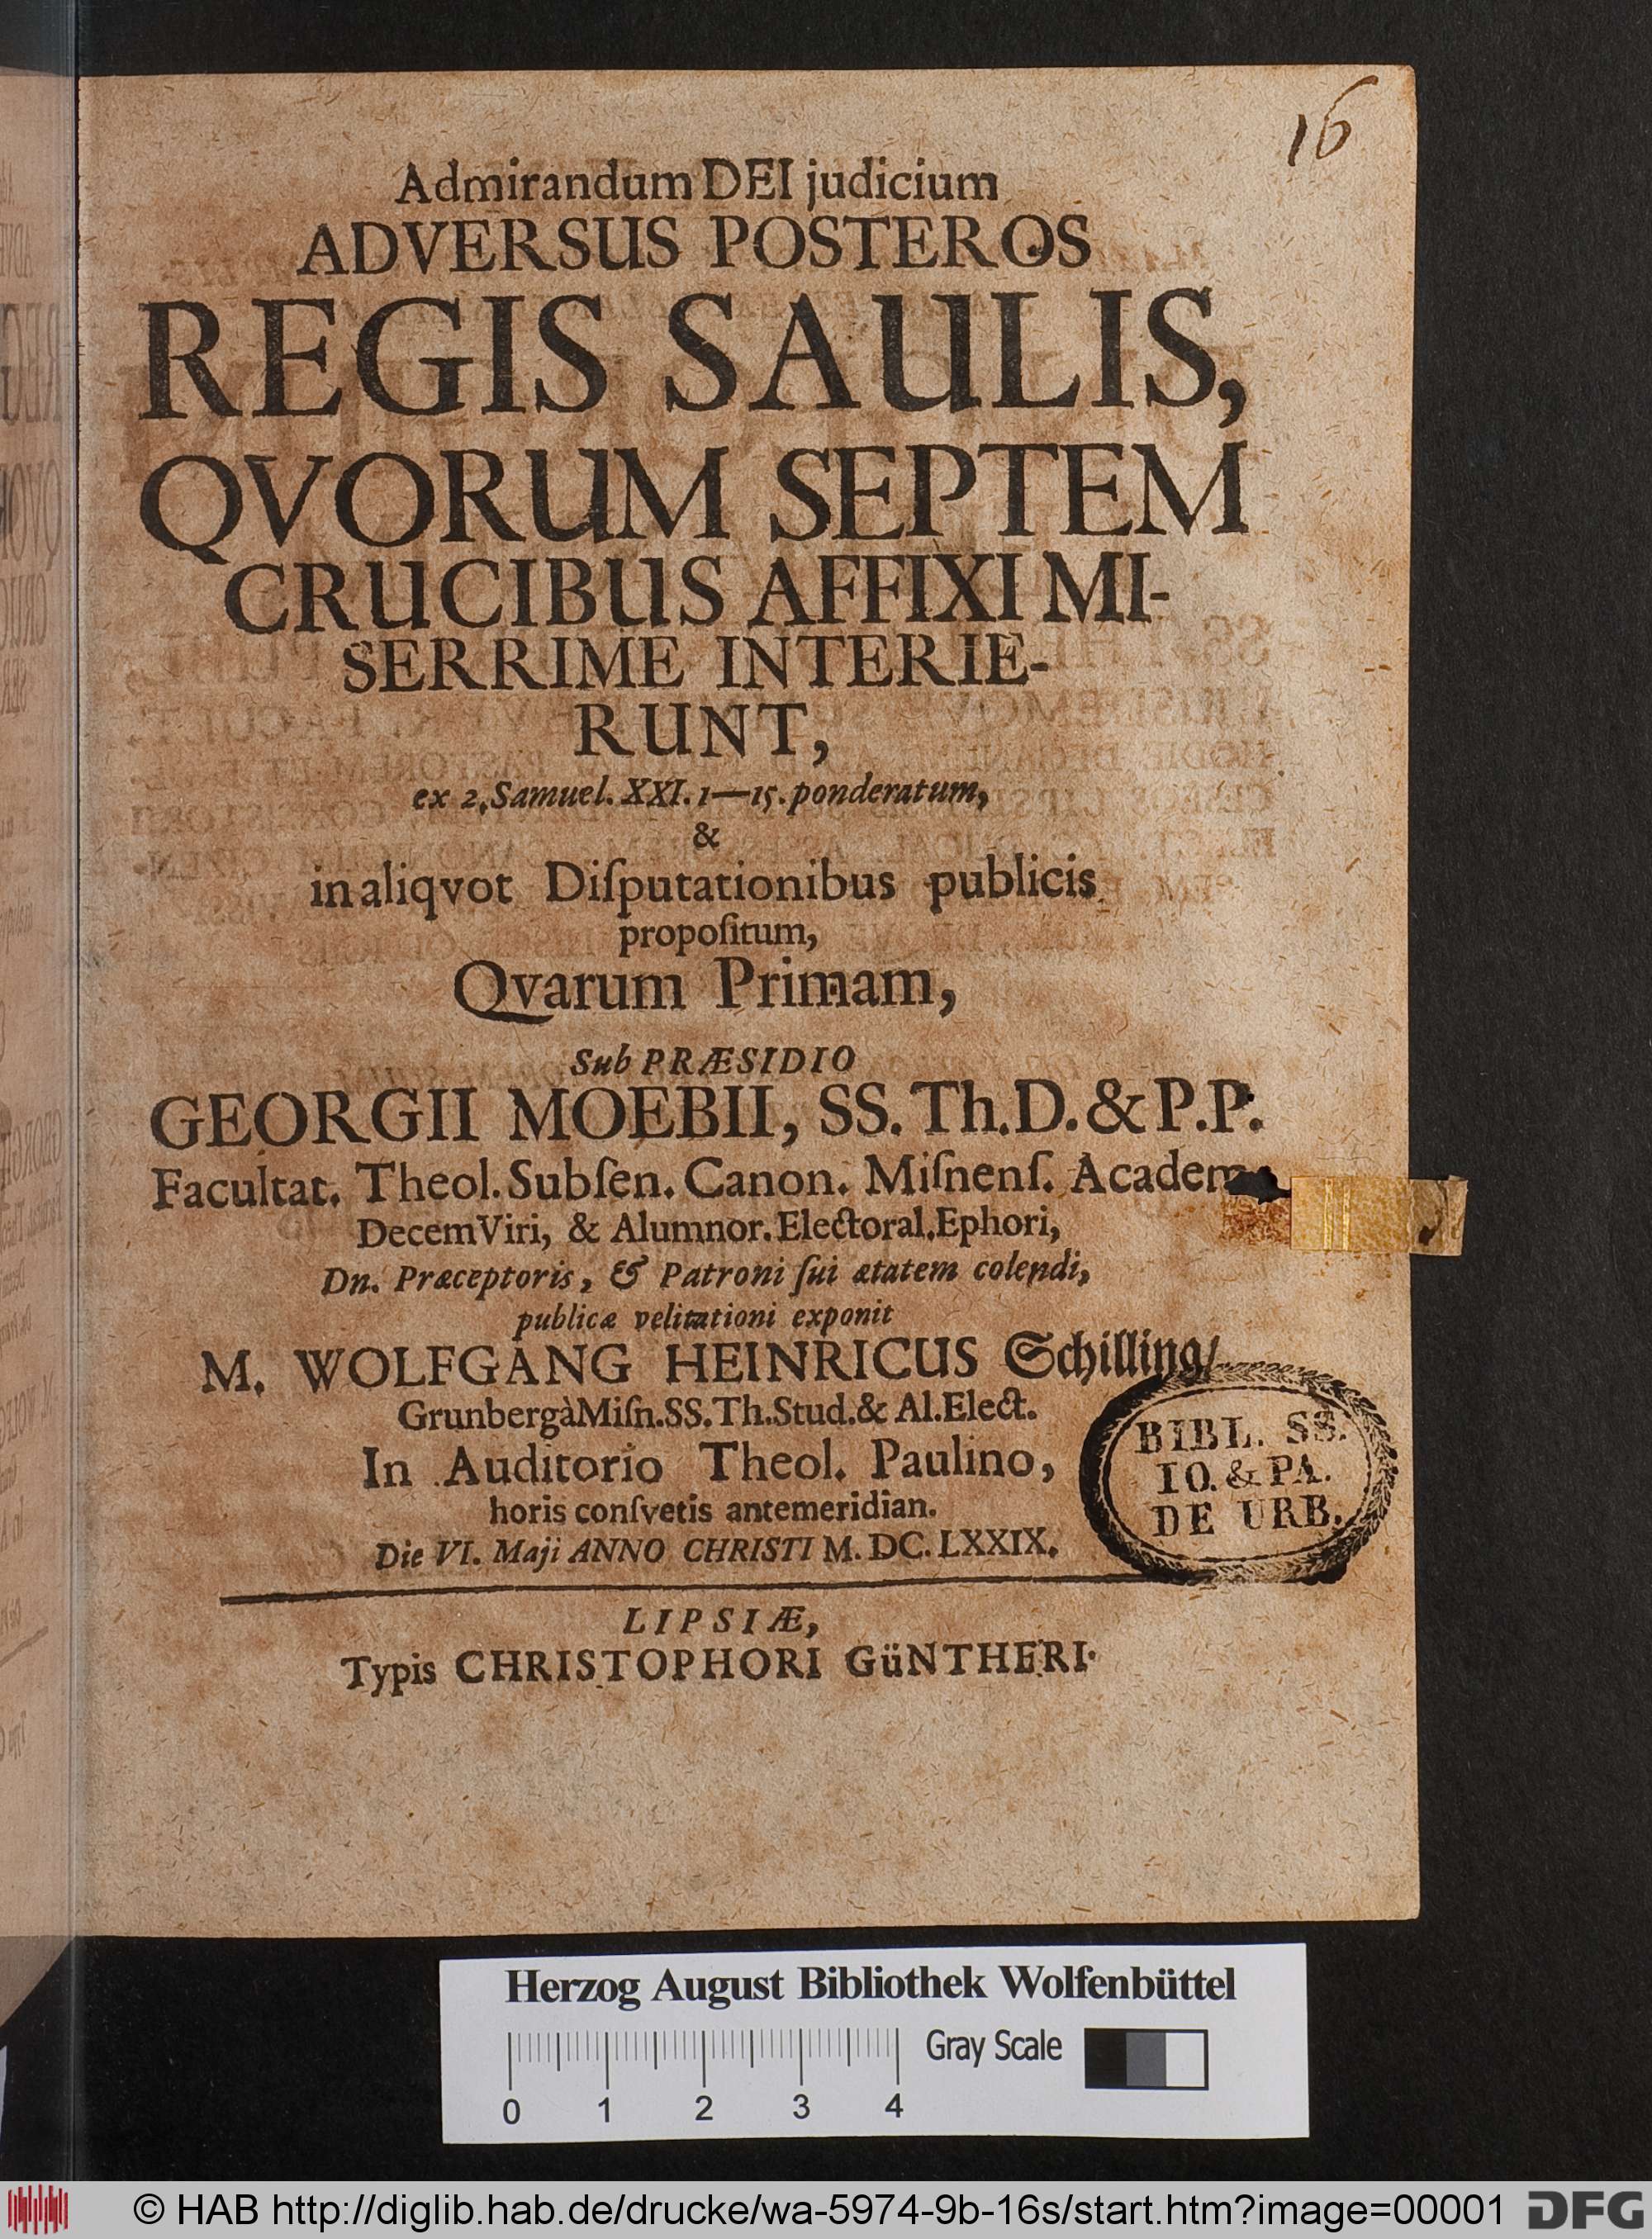 16
Admirandum DEI judicium
ADVERSUS POSTEROS
REGIS SAULIS,
QVORUM SEPTEM
CRUCIBUS AFFIXI MI-
SERRIME INTERIE-
RUNT,
ex 2. Samuel. XXI. 1—15. ponderatum,
&
in aliqvot Diſputationibus publicis
propoſitum,
Qvarum Primam,
Sub PRÆSIDIO
GEORGII MOEBII, SS. Th. D. & P. P.
Facultat. Theol. Subſen. Canon. Miſnenſ. Academ
DecemViri, & Alumnor. Electoral. Ephori,
Dn. Præceptoris, & Patroni ſui ætatem colendi,
publicæ velitationi exponit
M. WOLFGANG HEINRICUS Schilling/
Grunbergà Miſn. SS. Th. Stud. & Al. Elect.
In Auditorio Theol. Paulino,
horis conſvetis antemeridian.
Die VI. Maji ANNO CHRISTI M. DC. LXXIX.
BIBL. SS.
IO. & PA.
DE URB.
LIPSIÆ,
Typis CHRISTOPHORI GüNTHERI.
Herzog August Bibliothek Wolfenbüttel
Gray Scale
0 1 2 3 4
© HAB http://diglib.hab.de/drucke/wa-5974-9b-16s/start.htm?image=00001 DFG